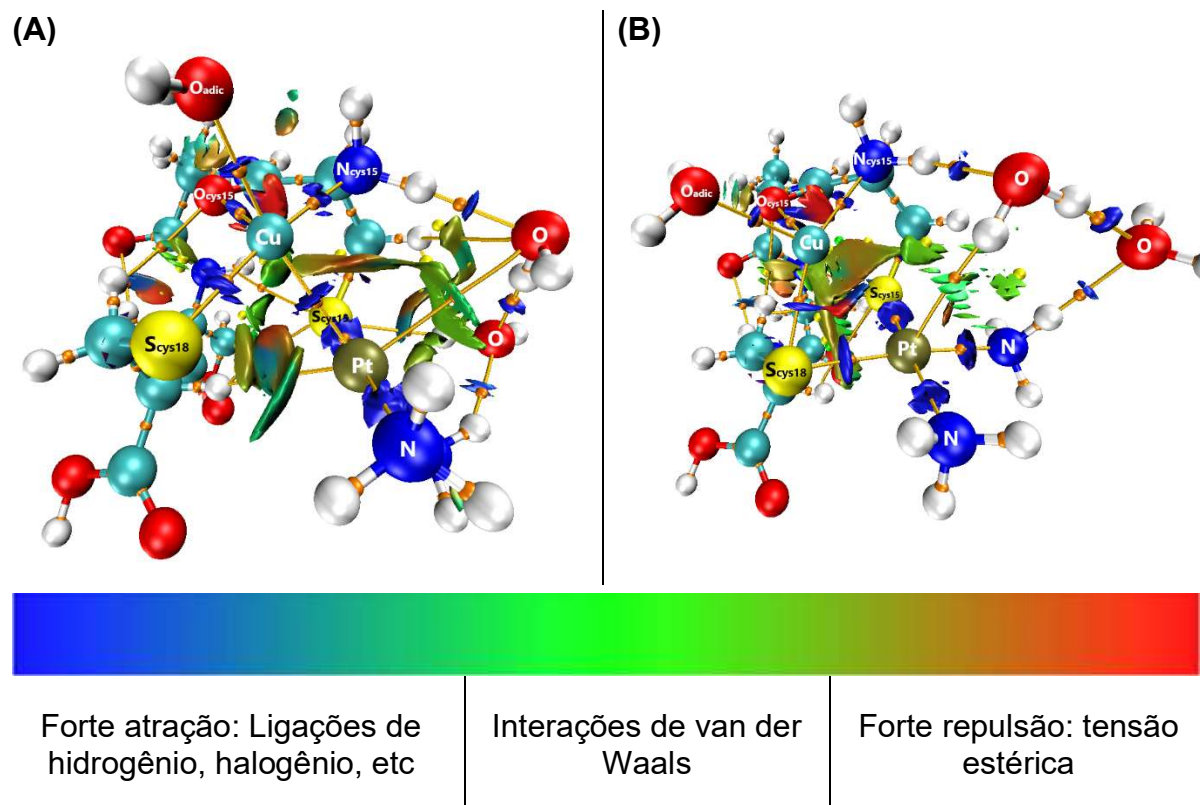 (A)
(B)
Oadic
Ocys15
Ncys15
Cu
O
Scys18
Scys15
O
Pt
N
Oadic
Ocys15
Ncys15
O
Cu
O
Scys15
Scys18
Pt
N
N
Forte atração: Ligações de
hidrogênio, halogênio, etc
Interações de van der
Waals
Forte repulsão: tensão
estérica